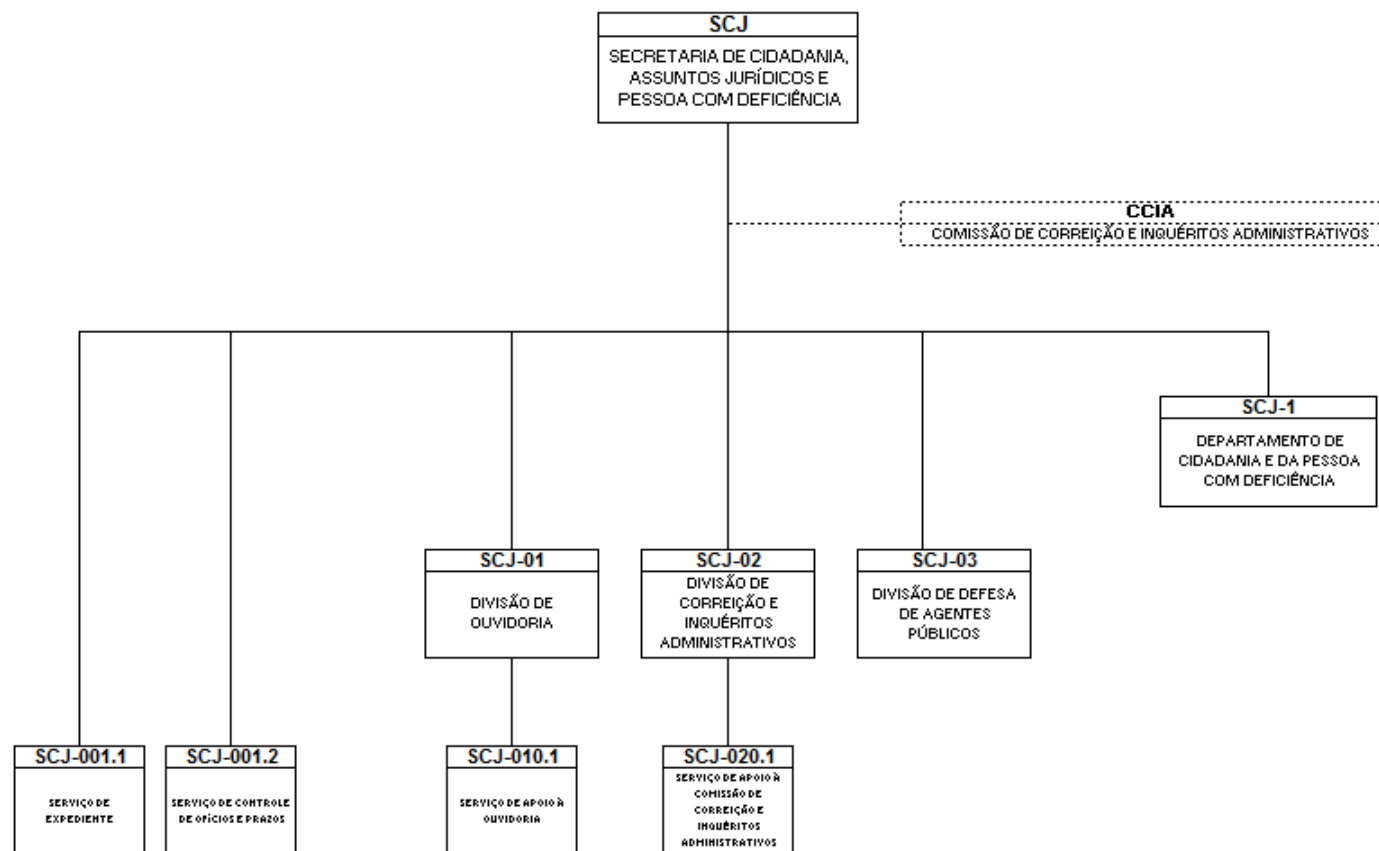 SCJ
SECRETARIA DE CIDADANIA,
ASSUNTOS JURÍDICOS E
PESSOA COM DEFICIÊNCIA
CCIA
COMISSÃO DE CORREIÇÃO E INQUÉRITOS ADMINISTRATIVOS
SCJ-1
DEPARTAMENTO DE
CIDADANIA E DA PESSOA
COM DEFICIÊNCIA
SCJ-01
DIVISÃO DE
OUVIDORIA
SCJ-02
DIVISÃO DE
CORREIÇÃO E
INQUÉRITOS
ADMINISTRATIVOS
SCJ-03
DIVISÃO DE DEFESA
DE AGENTES
PÚBLICOS
SCJ-001.1
SERVIÇO DE
EXPEDIENTE
SCJ-001.2
SERVIÇO DE CONTROLE
DE OFÍCIOS E PRAZOS
SCJ-010.1
SERVIÇO DE APOIO À
OUVIDORIA
SCJ-020.1
SERVIÇO DE APOIO À
COMISSÃO DE
CORREIÇÃO E
INQUÉRITOS
ADMINISTRATIVOS